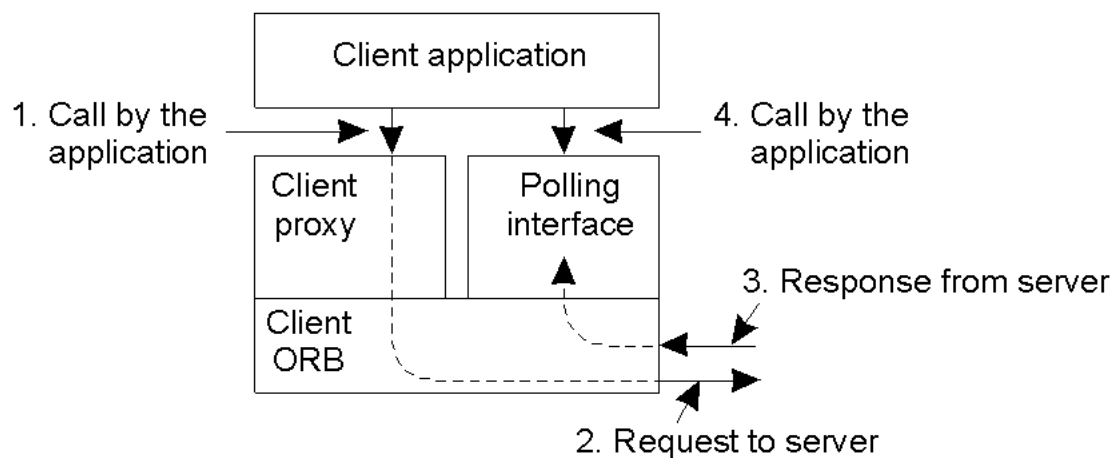 Client application
1. Call by the
application
4. Call by the
application
Client
proxy
Polling
interface
3. Response from server
Client
ORB
2. Request to server